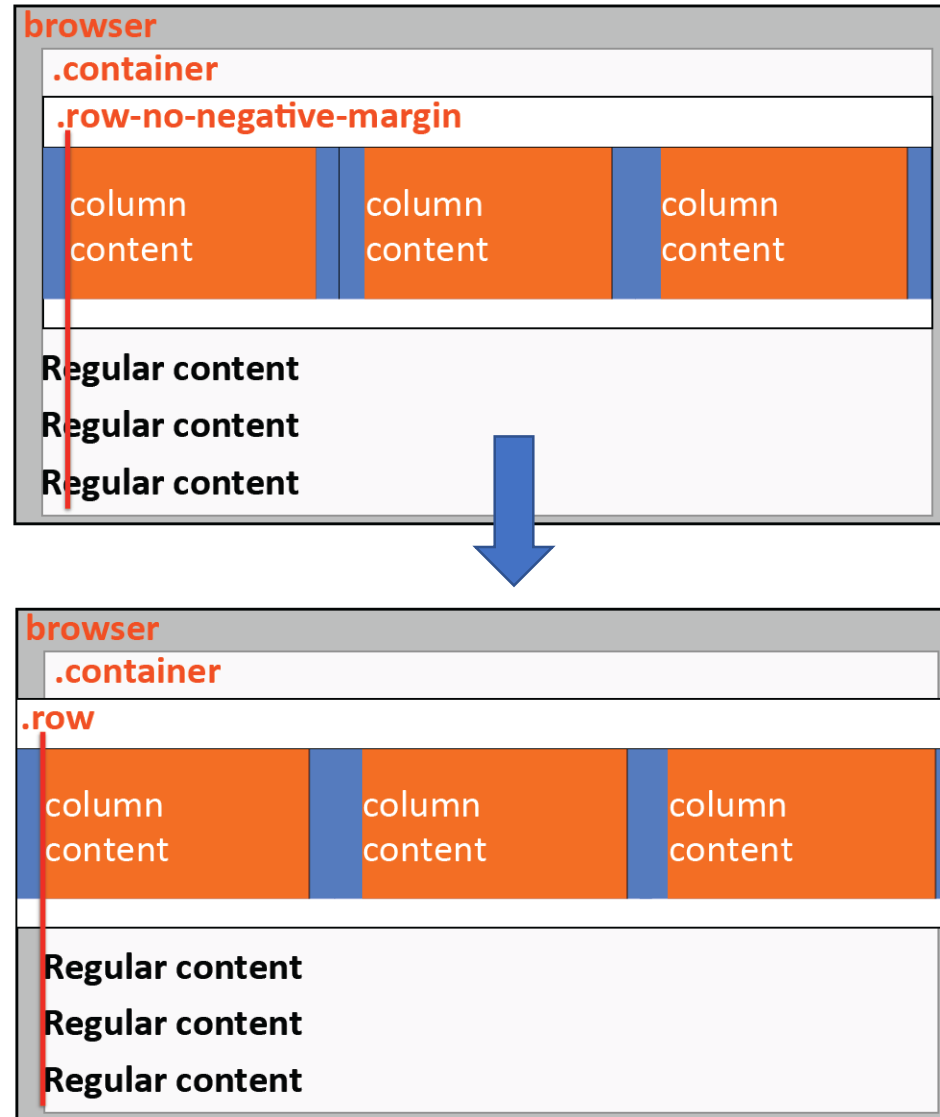 browser
.container
.row-no-negative-margin
column column column
content content content
Regular content
Regular content
Regular content
browser
.container
.row
column column column
content content content
Regular content
Regular content
Regular content